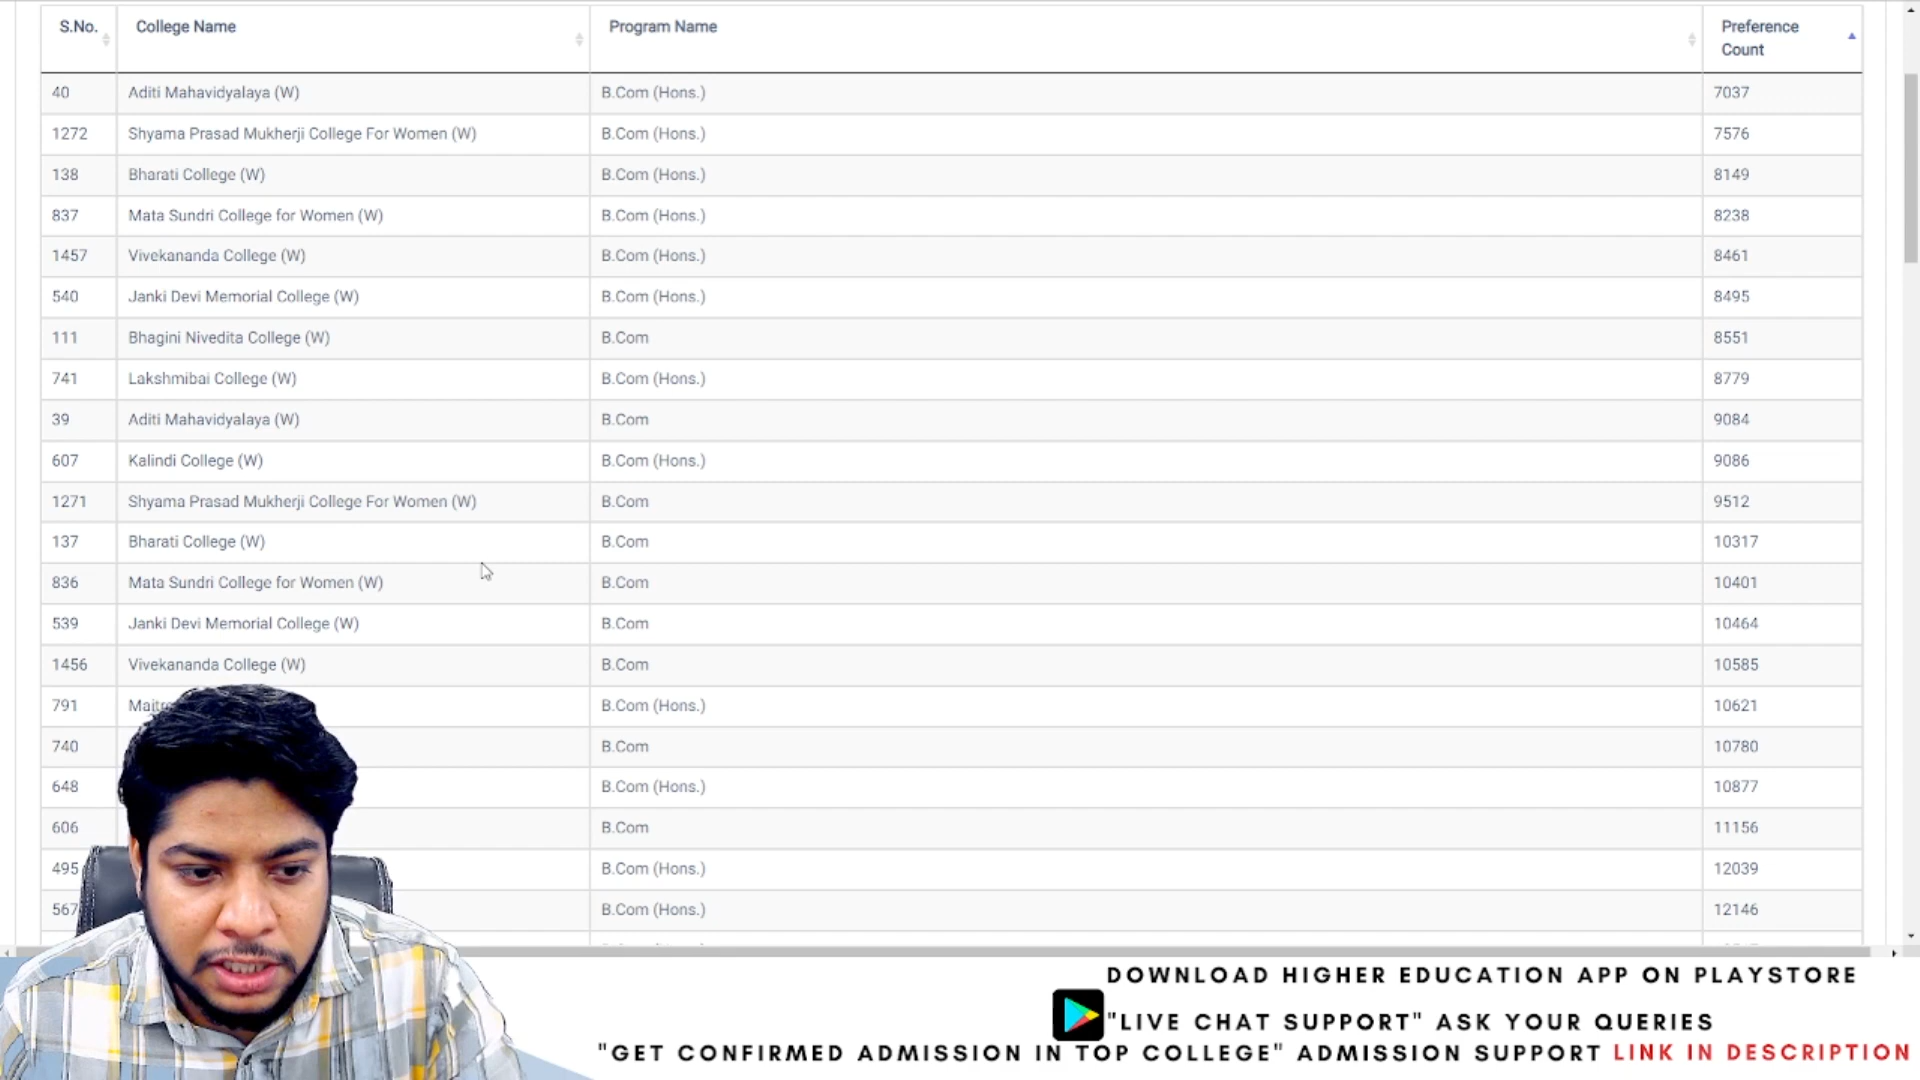 S.No. College Name Program Name Preference Count
40 Aditi Mahavidyalaya (W) B.Com (Hons.) 7037
1272 Shyama Prasad Mukherji College For Women (W) B.Com (Hons.) 7576
138 Bharati College (W) B.Com (Hons.) 8149
837 Mata Sundri College for Women (W) B.Com (Hons.) 8238
1457 Vivekananda College (W) B.Com (Hons.) 8461
540 Janki Devi Memorial College (W) B.Com (Hons.) 8495
111 Bhagini Nivedita College (W) B.Com 8551
741 Lakshmibai College (W) B.Com (Hons.) 8779
39 Aditi Mahavidyalaya (W) B.Com 9084
607 Kalindi College (W) B.Com (Hons.) 9086
1271 Shyama Prasad Mukherji College For Women (W) B.Com 9512
137 Bharati College (W) B.Com 10317
836 Mata Sundri College for Women (W) B.Com 10401
539 Janki Devi Memorial College (W) B.Com 10464
1456 Vivekananda College (W) B.Com 10585
791 B.Com (Hons.) 10621
740 B.Com 10780
648 B.Com (Hons.) 10877
606 B.Com 11156
495 B.Com (Hons.) 12039
567 B.Com (Hons.) 12146
DOWNLOAD HIGHER EDUCATION APP ON PLAYSTORE
"LIVE CHAT SUPPORT" ASK YOUR QUERIES
"GET CONFIRMED ADMISSION IN TOP COLLEGE" ADMISSION SUPPORT LINK IN DESCRIPTION